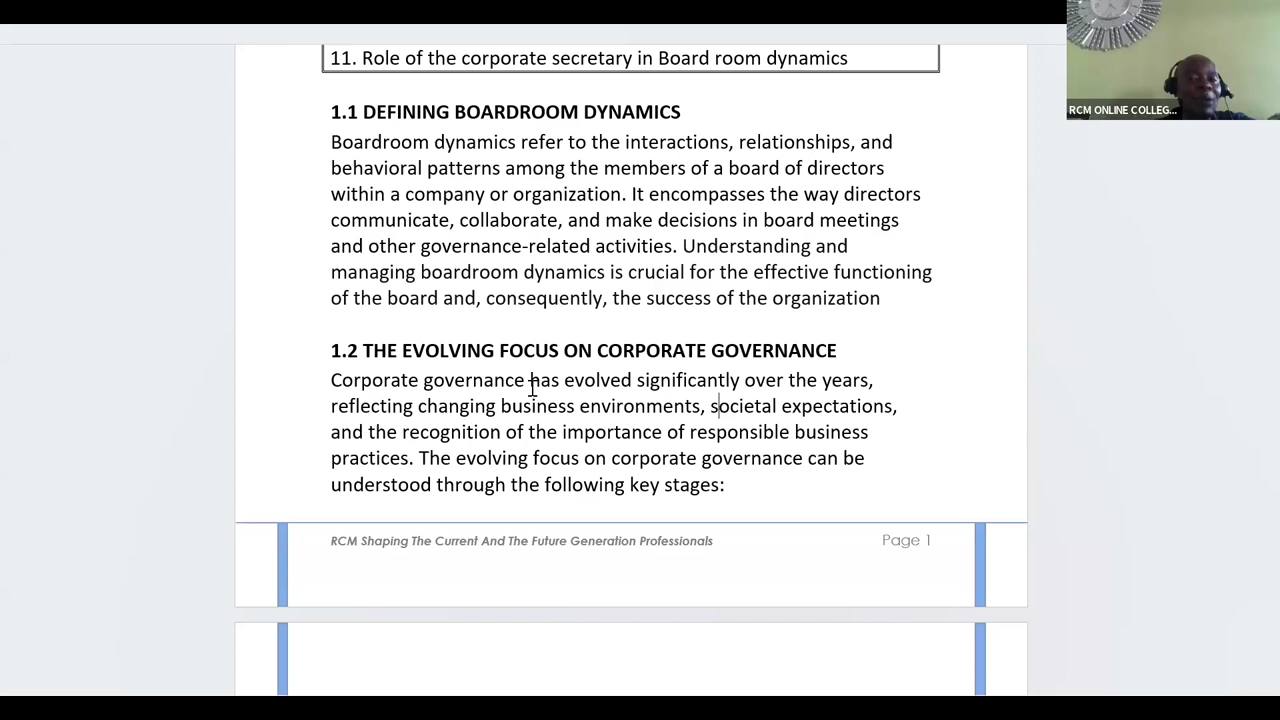 11. Role of the corporate secretary in Board room dynamics
RCM ONLINE COLLEG...
1.1 DEFINING BOARDROOM DYNAMICS
Boardroom dynamics refer to the interactions, relationships, and
behavioral patterns among the members of a board of directors
within a company or organization. It encompasses the way directors
communicate, collaborate, and make decisions in board meetings
and other governance-related activities. Understanding and
managing boardroom dynamics is crucial for the effective functioning
of the board and, consequently, the success of the organization
1.2 THE EVOLVING FOCUS ON CORPORATE GOVERNANCE
Corporate governance has evolved significantly over the years,
reflecting changing business environments, societal expectations,
and the recognition of the importance of responsible business
practices. The evolving focus on corporate governance can be
understood through the following key stages:
RCM Shaping The Current And The Future Generation Professionals
Page 1